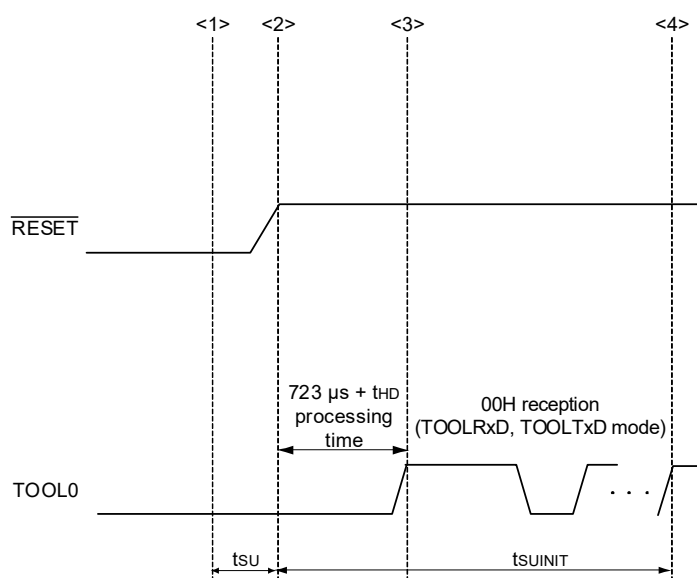 <1> <2> <3> <4>
RESET
723 µs + tHD
processing
time
00H reception
(TOOLRxD, TOOLTxD mode)
TOOL0
. . .
tSU tSUINIT